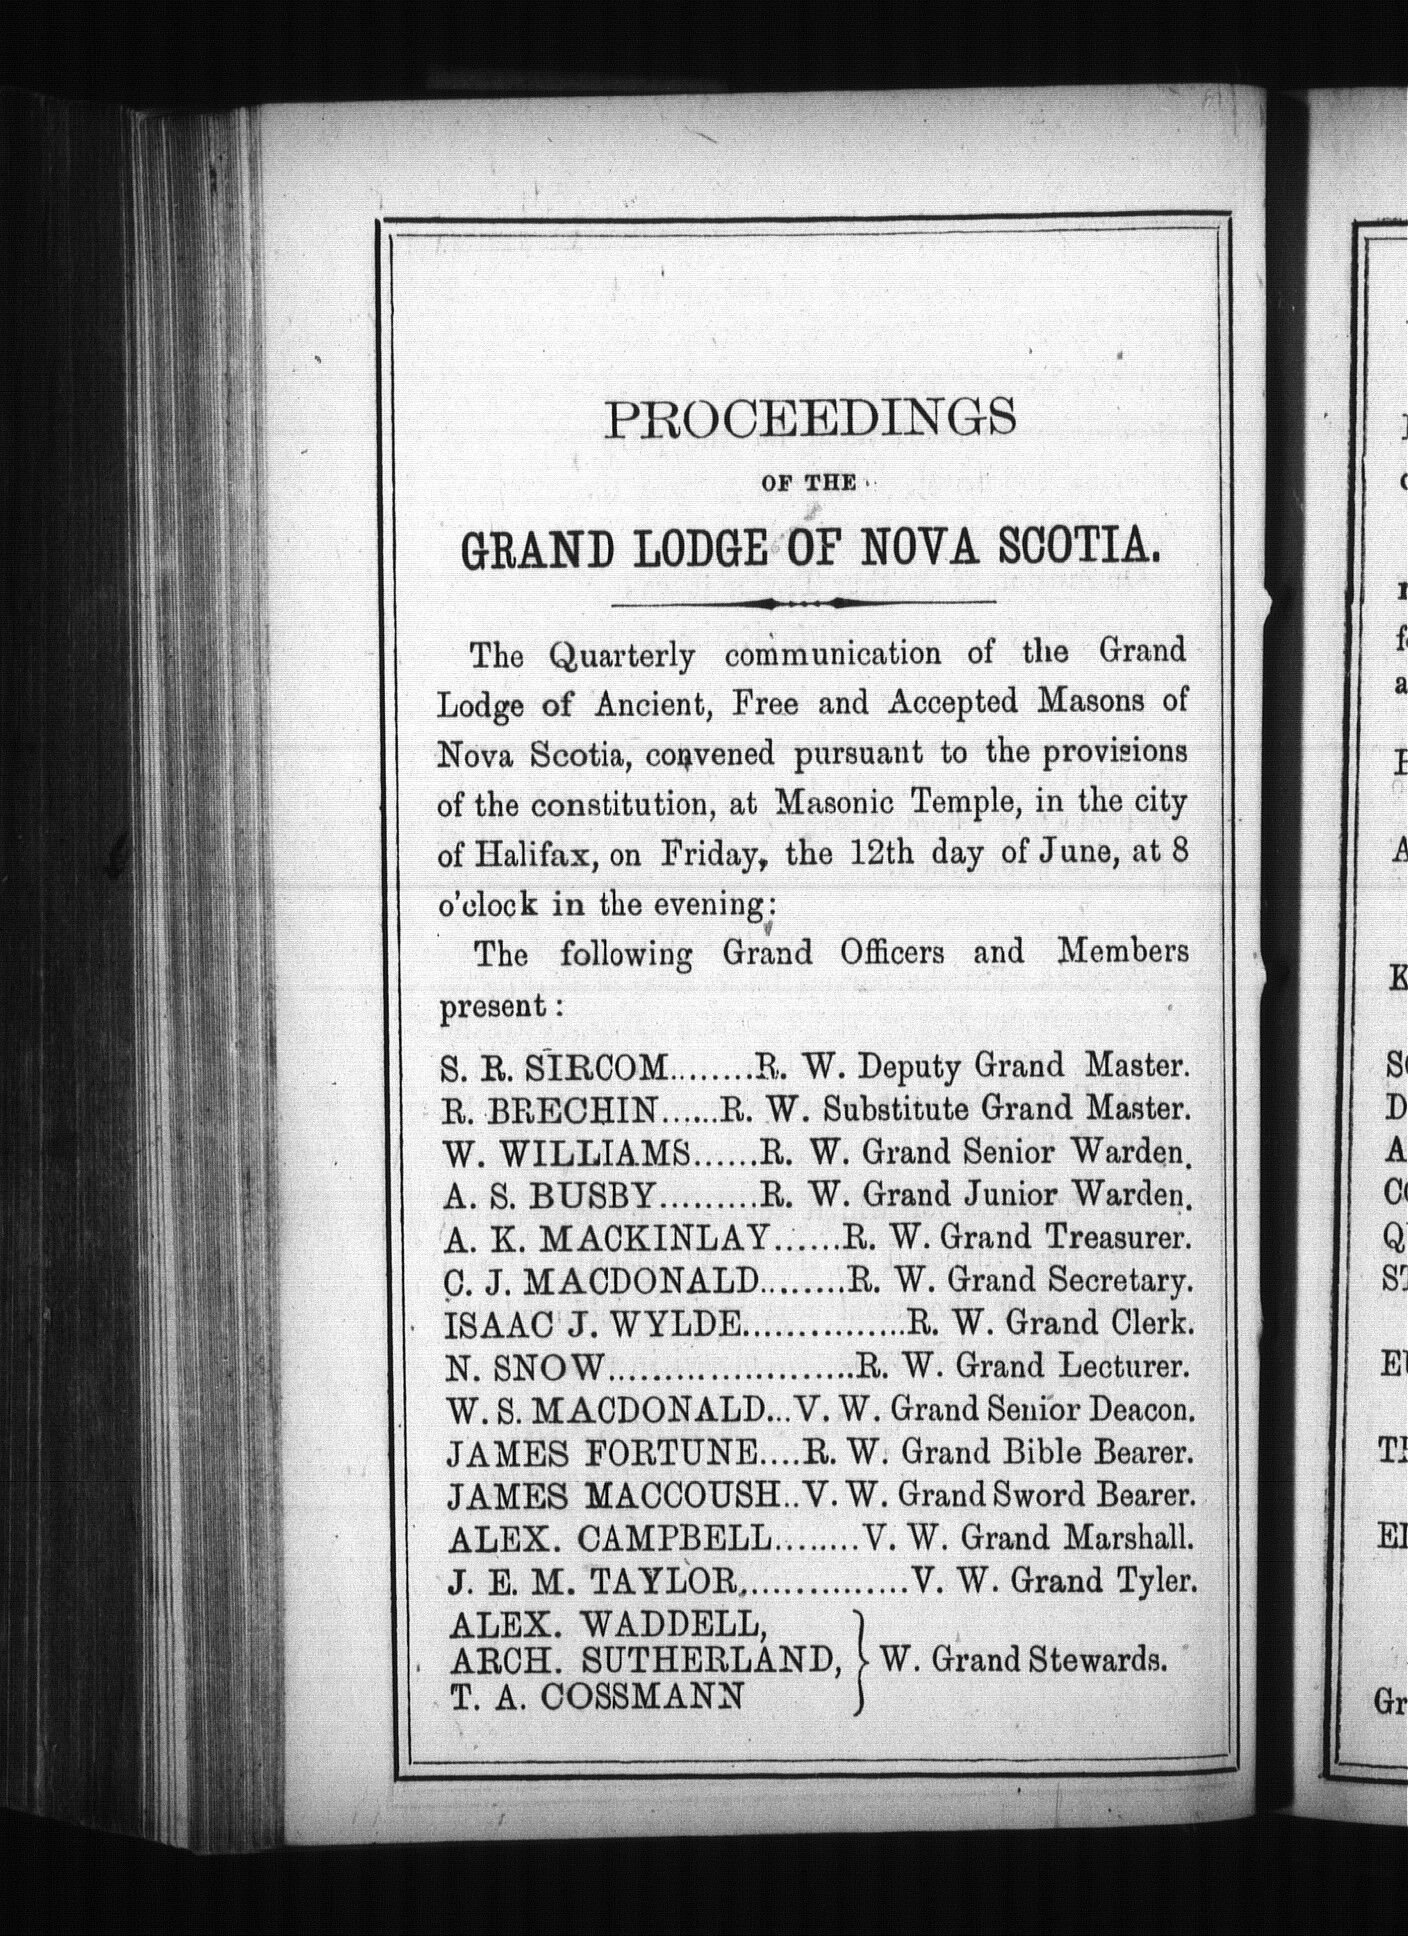 PROCEEDINGS
OF THE
GRAND LODGE OF NOVA SCOTIA.
The Quarterly communication of the Grand
Lodge of Ancient, Free and Accepted Masons of
Nova Scotia, convened pursuant to the provisions
of the constitution, at Masonic Temple, in the city
of Halifax, on Friday, the 12th day of June, at 8
o'clock in the evening:
The following Grand Officers and Members
present:
S. R. SIRCOM........R. W. Deputy Grand Master.
R. BRECHIN......R. W. Substitute Grand Master.
W. WILLIAMS......R. W. Grand Senior Warden.
A. S. BUSBY.........R. W. Grand Junior Warden.
A. K. MACKINLAY......R. W. Grand Treasurer.
C. J. MACDONALD........R. W. Grand Secretary.
ISAAC J. WYLDE...............R. W. Grand Clerk.
N. SNOW.......................R. W. Grand Lecturer.
W. S. MACDONALD...V. W. Grand Senior Deacon.
JAMES FORTUNE....R. W. Grand Bible Bearer.
JAMES MACCOUSH..V. W. Grand Sword Bearer.
ALEX. CAMPBELL........V. W. Grand Marshall.
J. E. M. TAYLOR,..............V. W. Grand Tyler.
ALEX. WADDELL,
ARCH. SUTHERLAND, } W. Grand Stewards.
T. A. COSSMANN